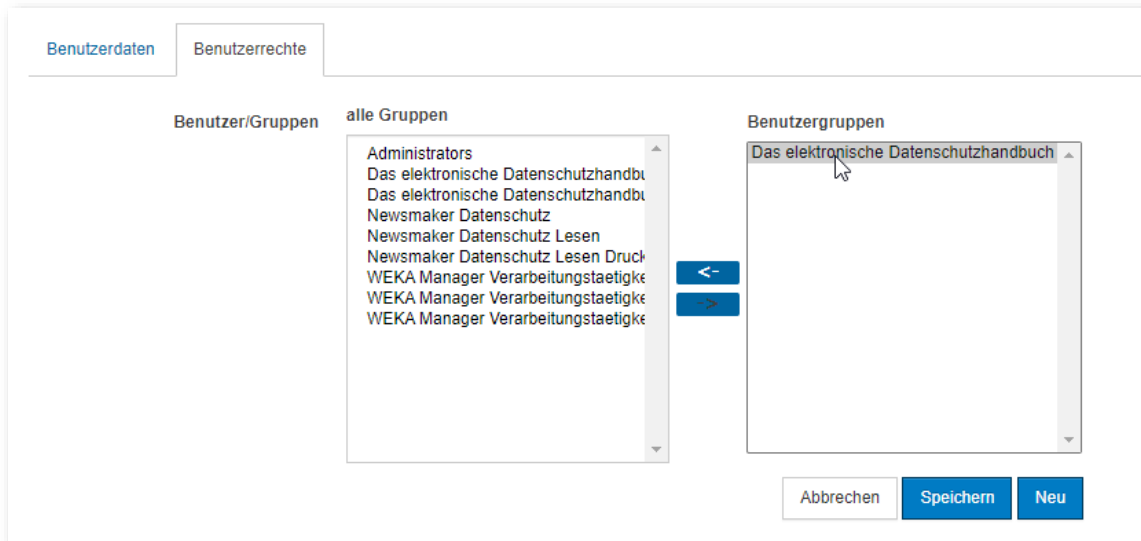 Benutzerdaten
Benutzerrechte
Benutzer/Gruppen
alle Gruppen
Administrators
Das elektronische Datenschutzhandbu
Das elektronische Datenschutzhandbu
Newsmaker Datenschutz
Newsmaker Datenschutz Lesen
Newsmaker Datenschutz Lesen Druck
WEKA Manager Verarbeitungstaetigke
WEKA Manager Verarbeitungstaetigke
WEKA Manager Verarbeitungstaetigke
<-
->
Benutzergruppen
Das elektronische Datenschutzhandbuch
Abbrechen
Speichern
Neu